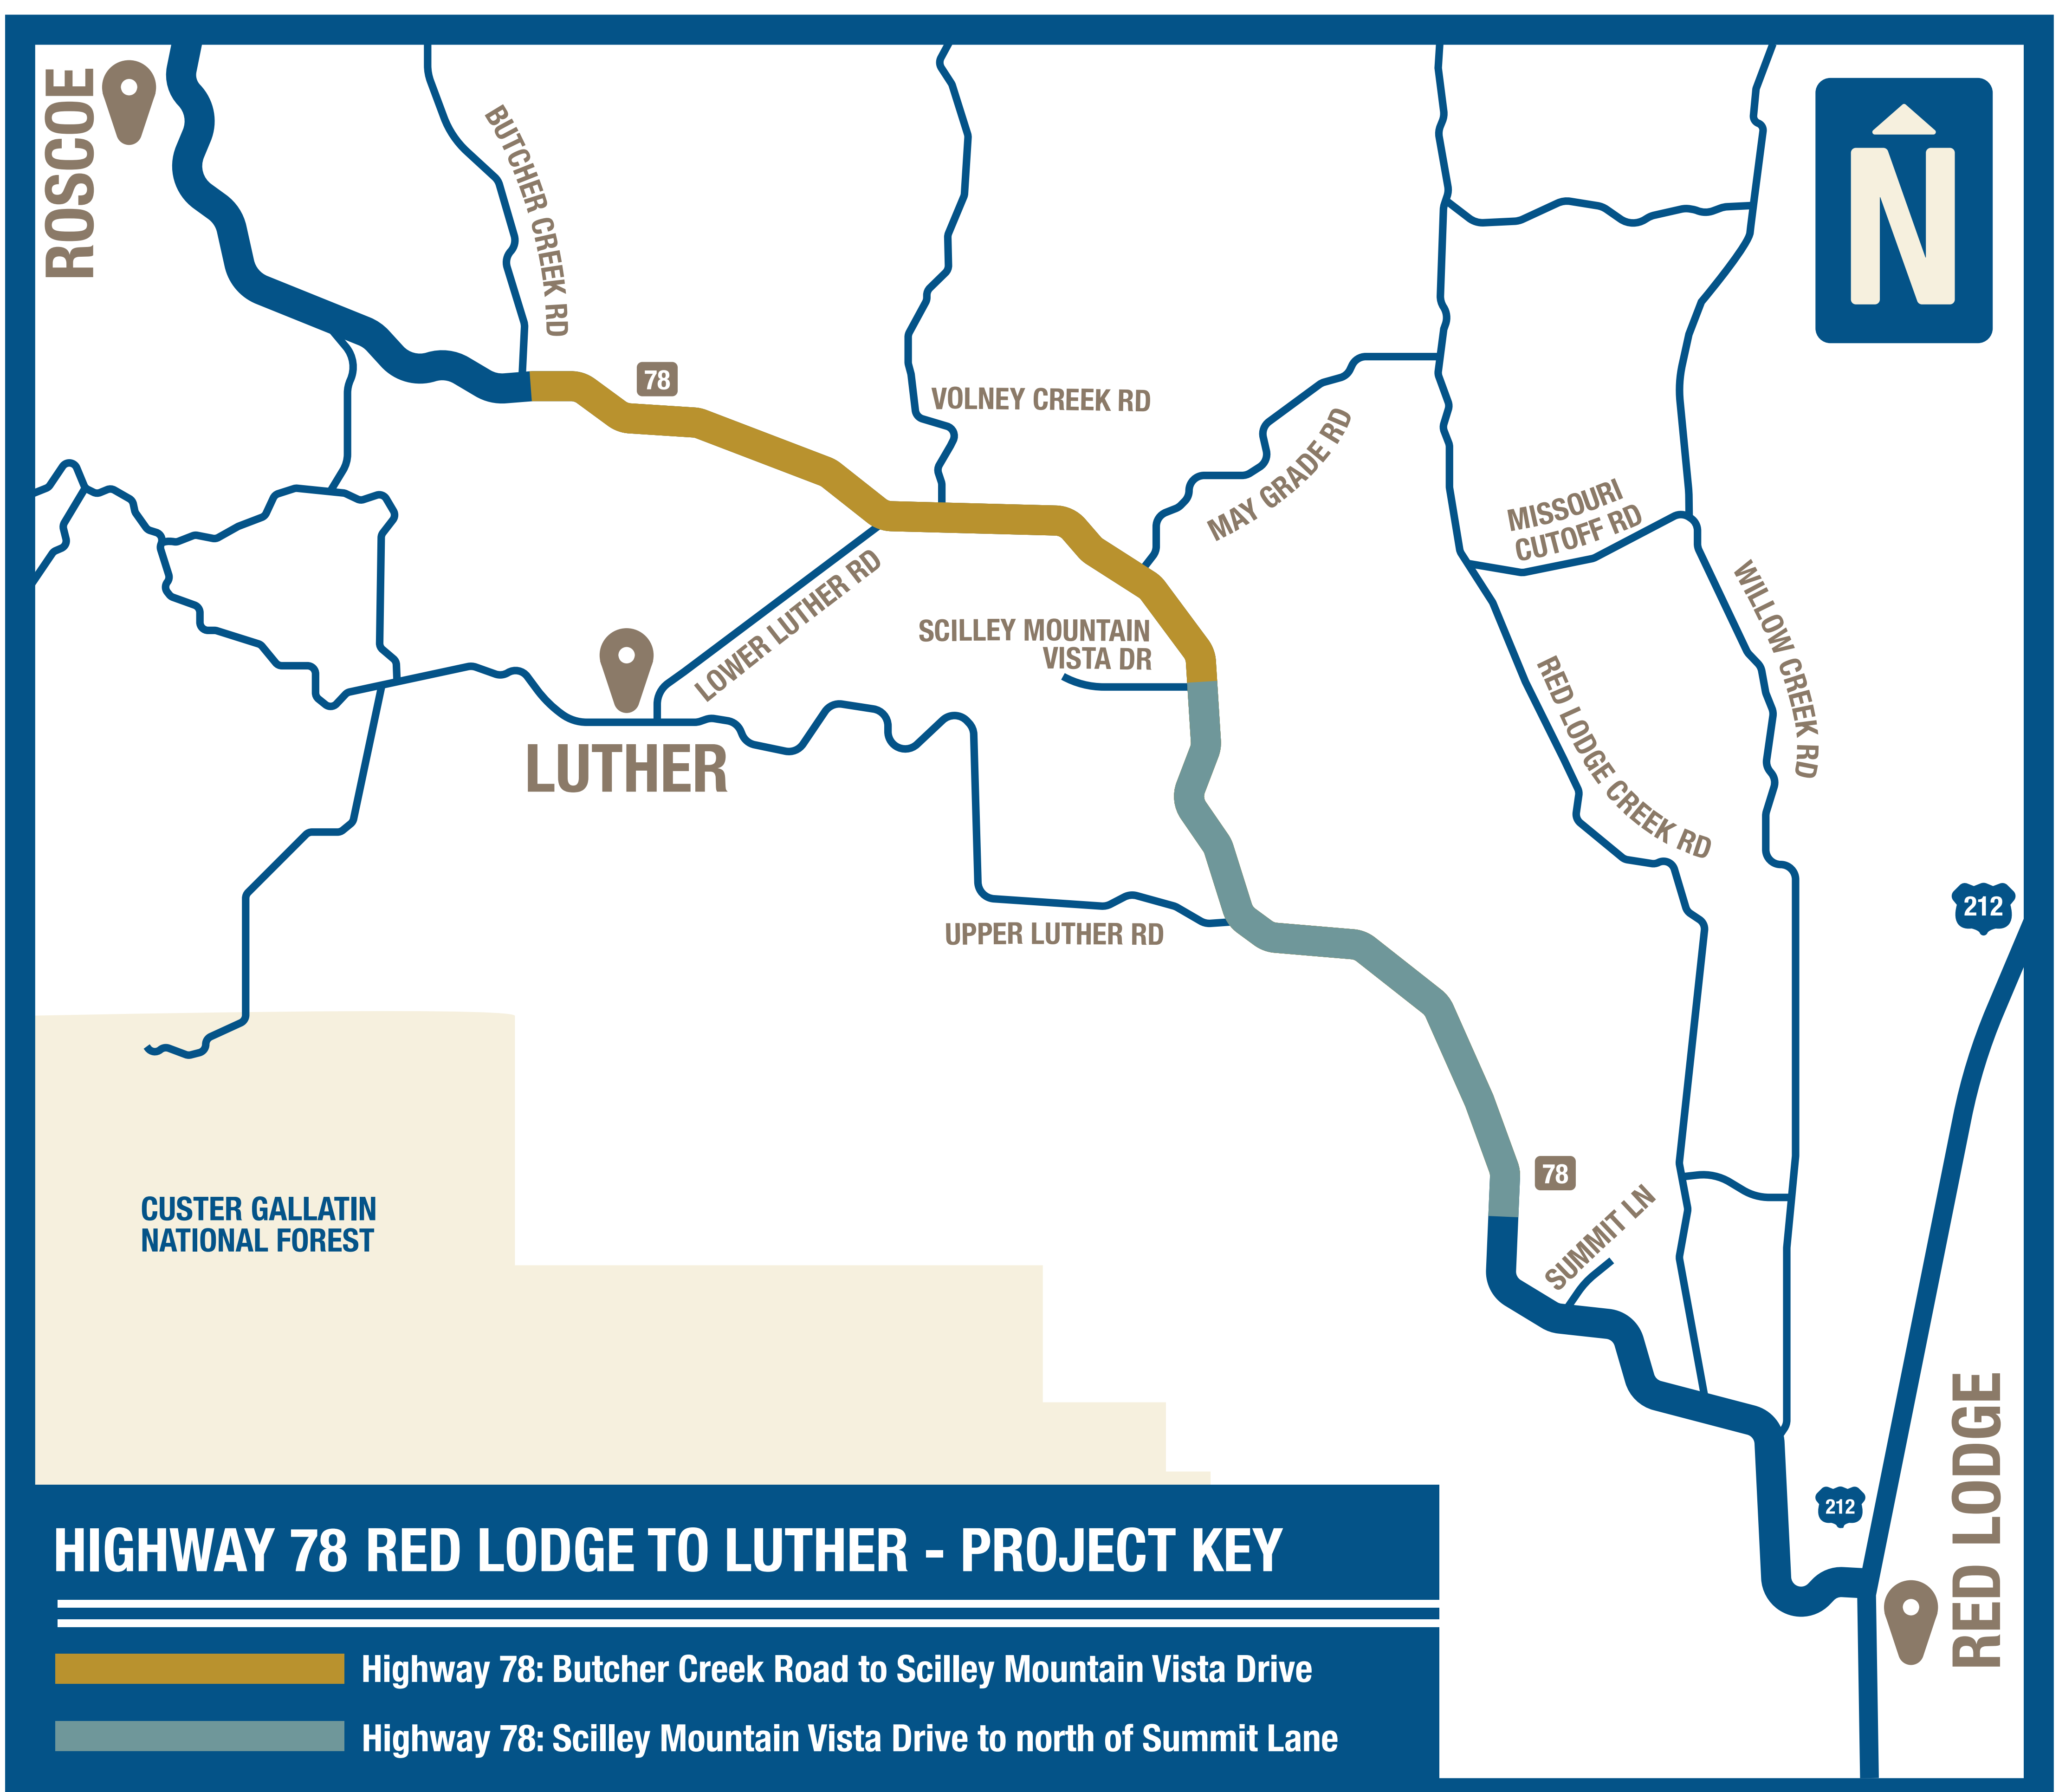 ROSCOE
BUTCHER CREEK RD
N
78
VOLNEY CREEK RD
MAY GRADE RD
MISSOURI
CUTOFF RD
LOWER LUTHER RD
SCILLEY MOUNTAIN
VISTA DR
WILLOW CREEK RD
RED LODGE CREEK RD
LUTHER
212
UPPER LUTHER RD
78
SUMMIT LN
CUSTER GALLATIN
NATIONAL FOREST
RED LODGE
212
HIGHWAY 78 RED LODGE TO LUTHER - PROJECT KEY
Highway 78: Butcher Creek Road to Scilley Mountain Vista Drive
Highway 78: Scilley Mountain Vista Drive to north of Summit Lane